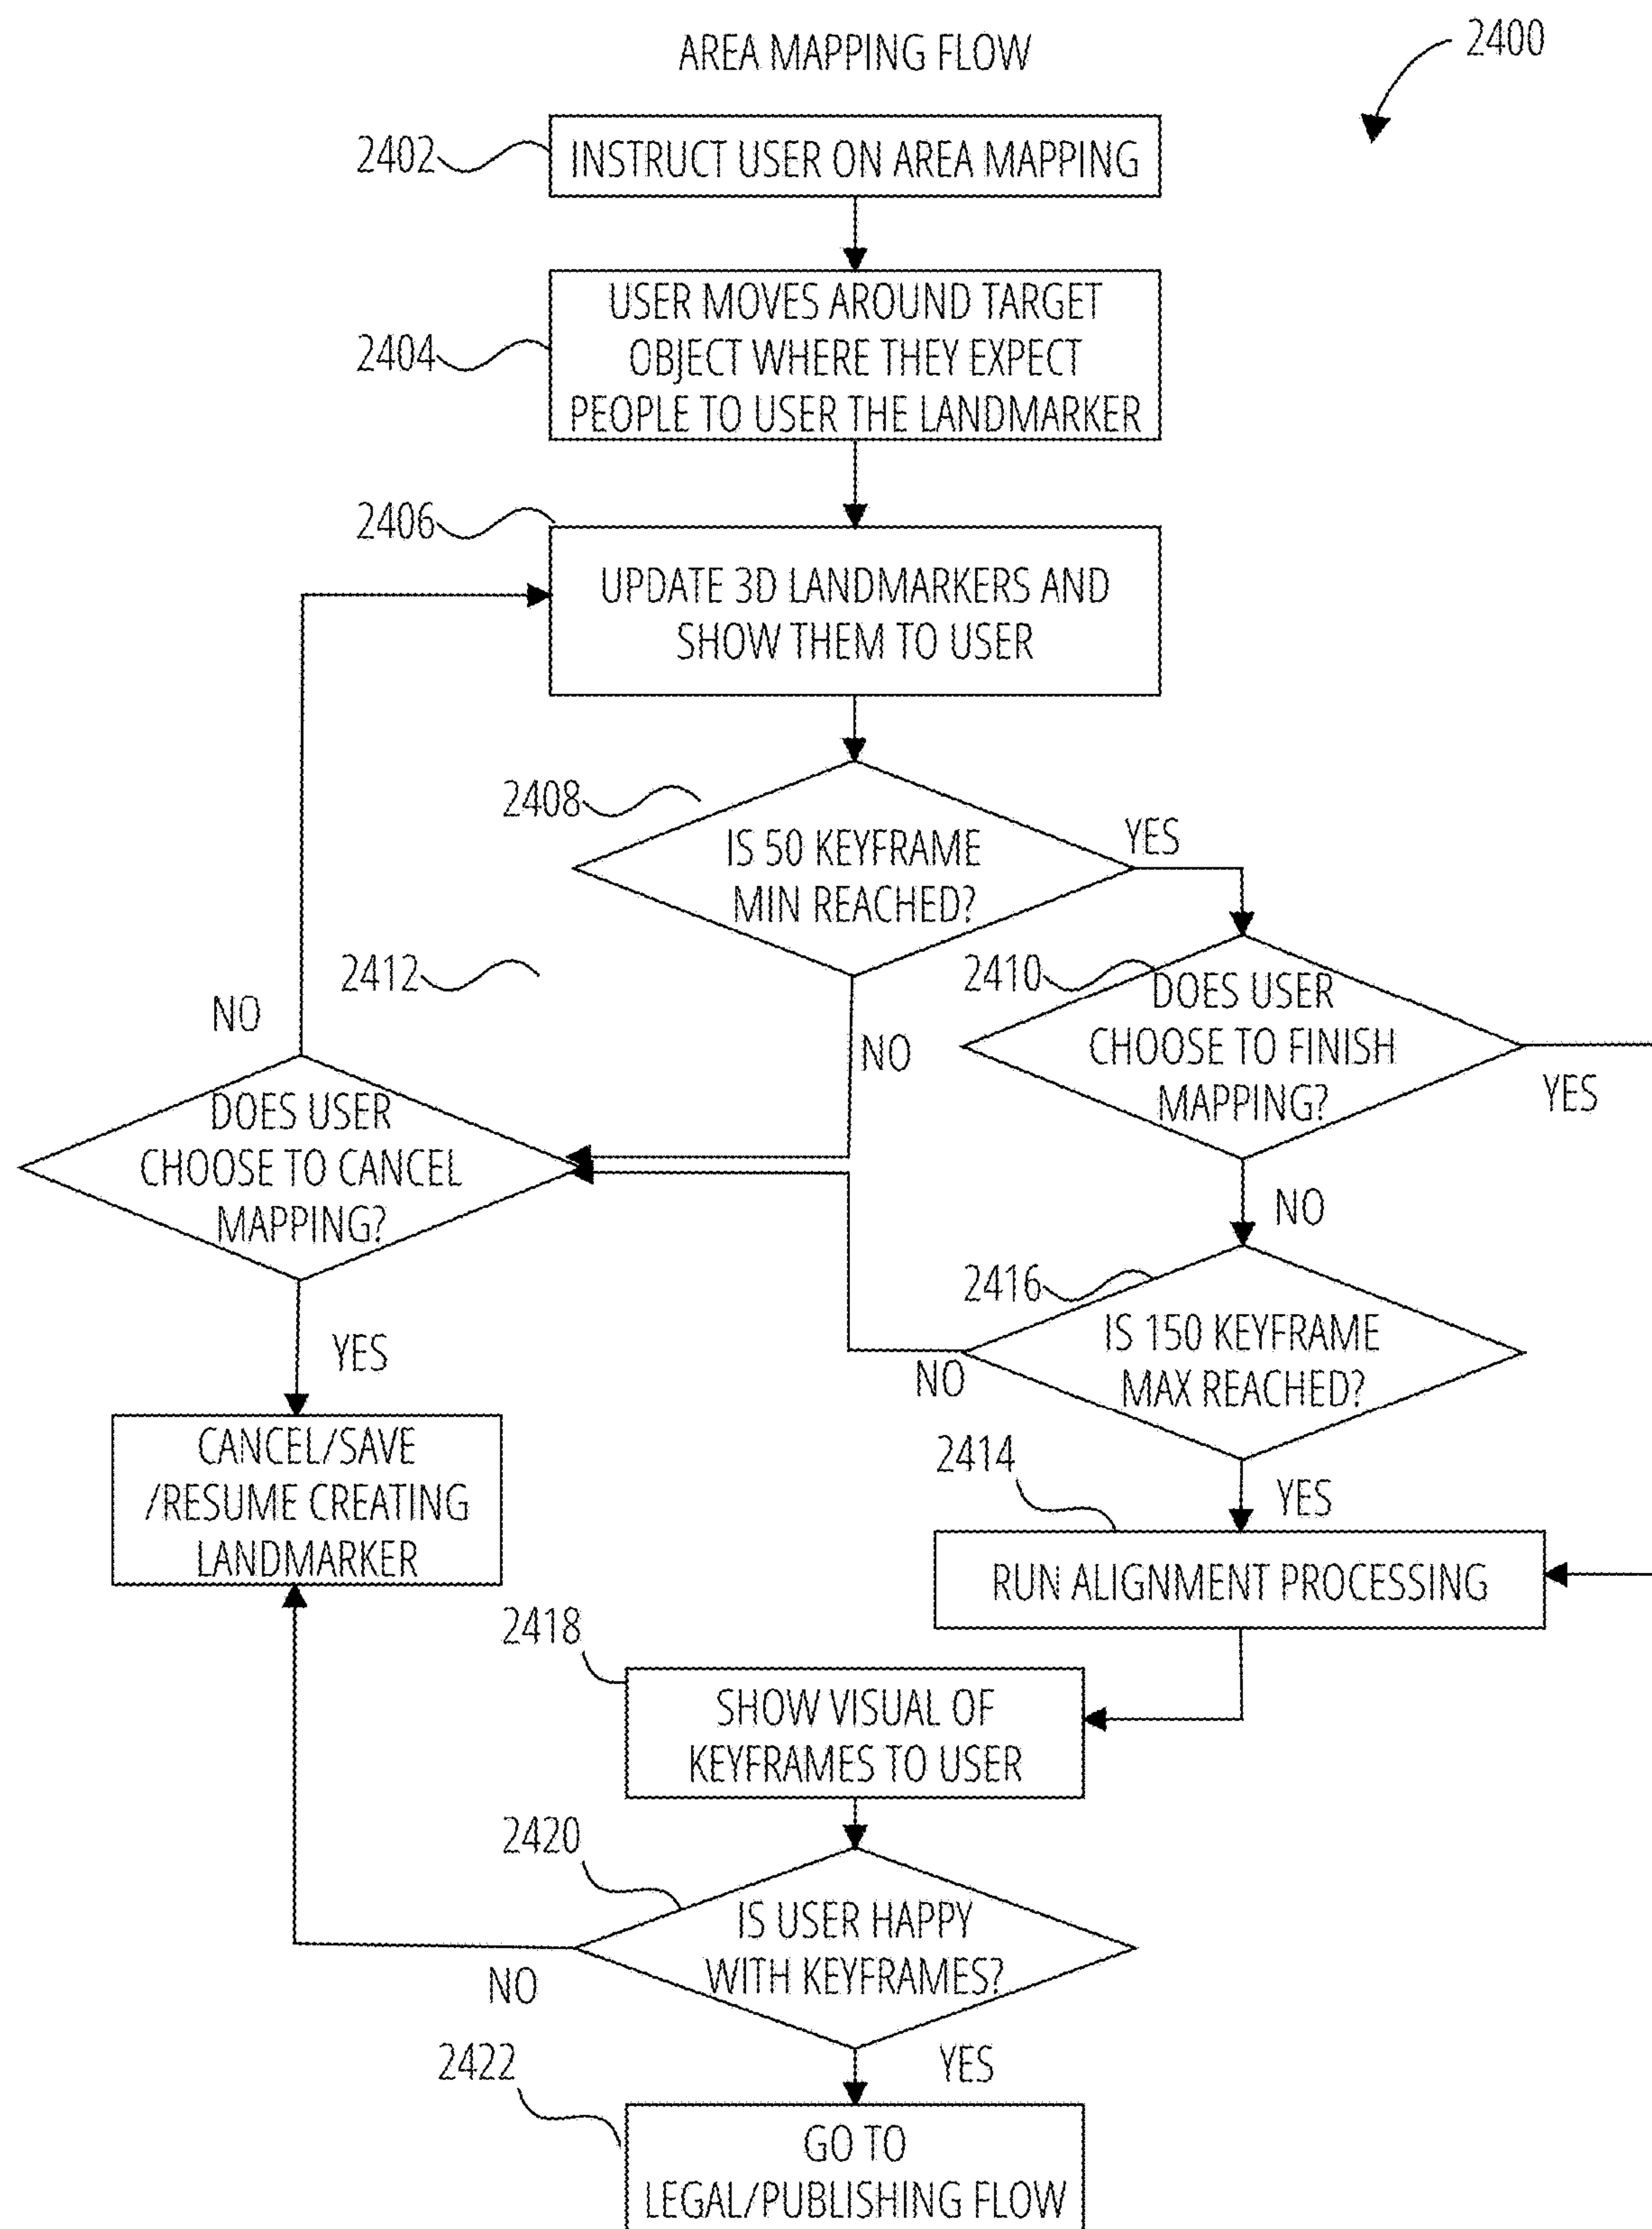 AREA MAPPING FLOW
2400
2402
INSTRUCT USER ON AREA MAPPING
2404
USER MOVES AROUND TARGET
OBJECT WHERE THEY EXPECT
PEOPLE TO USER THE LANDMARKER
2406
UPDATE 3D LANDMARKERS AND
SHOW THEM TO USER
2408
IS 50 KEYFRAME
MIN REACHED?
YES
NO
2410
DOES USER
CHOOSE TO FINISH
MAPPING?
YES
NO
2412
NO
DOES USER
CHOOSE TO CANCEL
MAPPING?
YES
CANCEL/SAVE
/RESUME CREATING
LANDMARKER
2416
IS 150 KEYFRAME
MAX REACHED?
NO
YES
2414
RUN ALIGNMENT PROCESSING
2418
SHOW VISUAL OF
KEYFRAMES TO USER
2420
IS USER HAPPY
WITH KEYFRAMES?
NO
YES
2422
GO TO
LEGAL/PUBLISHING FLOW